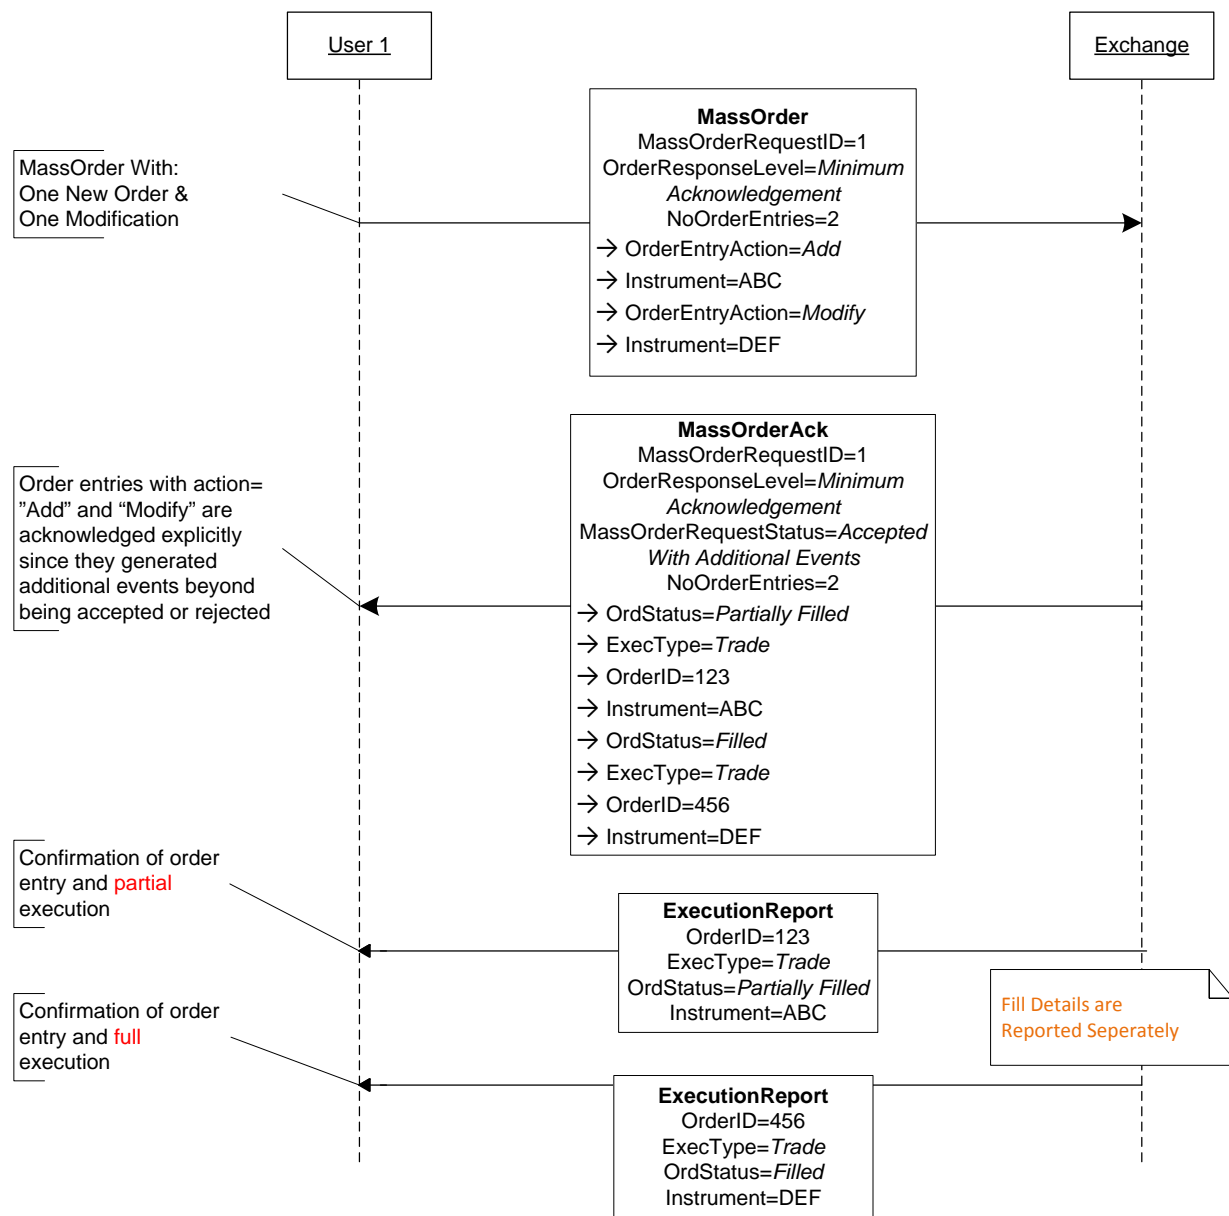 User 1
Exchange
MassOrder With:
One New Order &
One Modification
MassOrder
MassOrderRequestID=1
OrderResponseLevel=Minimum
Acknowledgement
NoOrderEntries=2
→ OrderEntryAction=Add
→ Instrument=ABC
→ OrderEntryAction=Modify
→ Instrument=DEF
Order entries with action=
”Add” and “Modify” are
acknowledged explicitly
since they generated
additional events beyond
being accepted or rejected
MassOrderAck
MassOrderRequestID=1
OrderResponseLevel=Minimum
Acknowledgement
MassOrderRequestStatus=Accepted
With Additional Events
NoOrderEntries=2
→ OrdStatus=Partially Filled
→ ExecType=Trade
→ OrderID=123
→ Instrument=ABC
→ OrdStatus=Filled
→ ExecType=Trade
→ OrderID=456
→ Instrument=DEF
Confirmation of order
entry and partial
execution
ExecutionReport
OrderID=123
ExecType=Trade
OrdStatus=Partially Filled
Instrument=ABC
Fill Details are
Reported Seperately
Confirmation of order
entry and full
execution
ExecutionReport
OrderID=456
ExecType=Trade
OrdStatus=Filled
Instrument=DEF